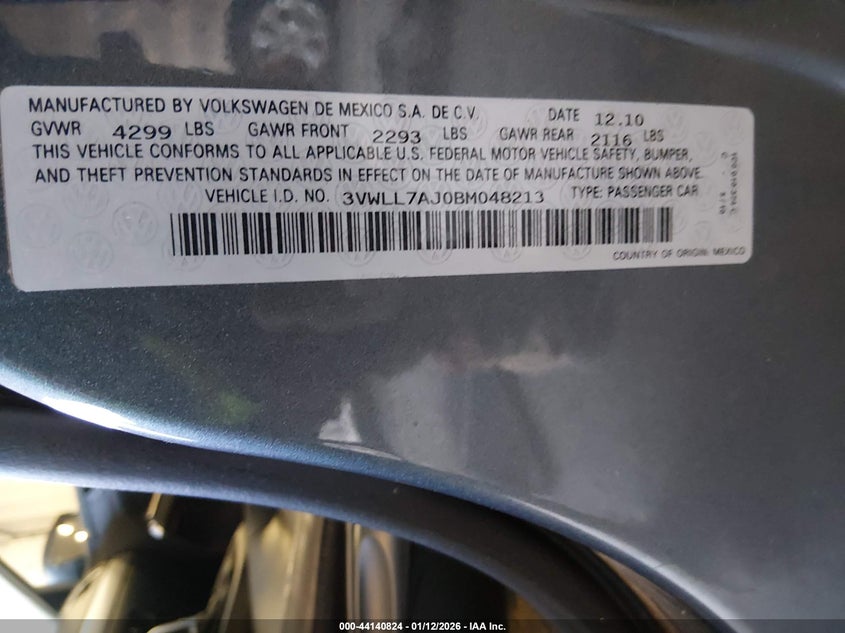 MANUFACTURED BY VOLKSWAGEN DE MEXICO S.A. DE C.V. DATE 12.10
GVWR 4299 LBS GAWR FRONT 2293 LBS GAWR REAR 2116 LBS
THIS VEHICLE CONFORMS TO ALL APPLICABLE U.S. FEDERAL MOTOR VEHICLE SAFETY, BUMPER,
AND THEFT PREVENTION STANDARDS IN EFFECT ON THE DATE OF MANUFACTURE SHOWN ABOVE.
VEHICLE I.D. NO. 3VWLL7AJ0BM048213 TYPE: PASSENGER CAR
COUNTRY OF ORIGIN: MEXICO
000-44140824 - 01/12/2026 - IAA Inc.